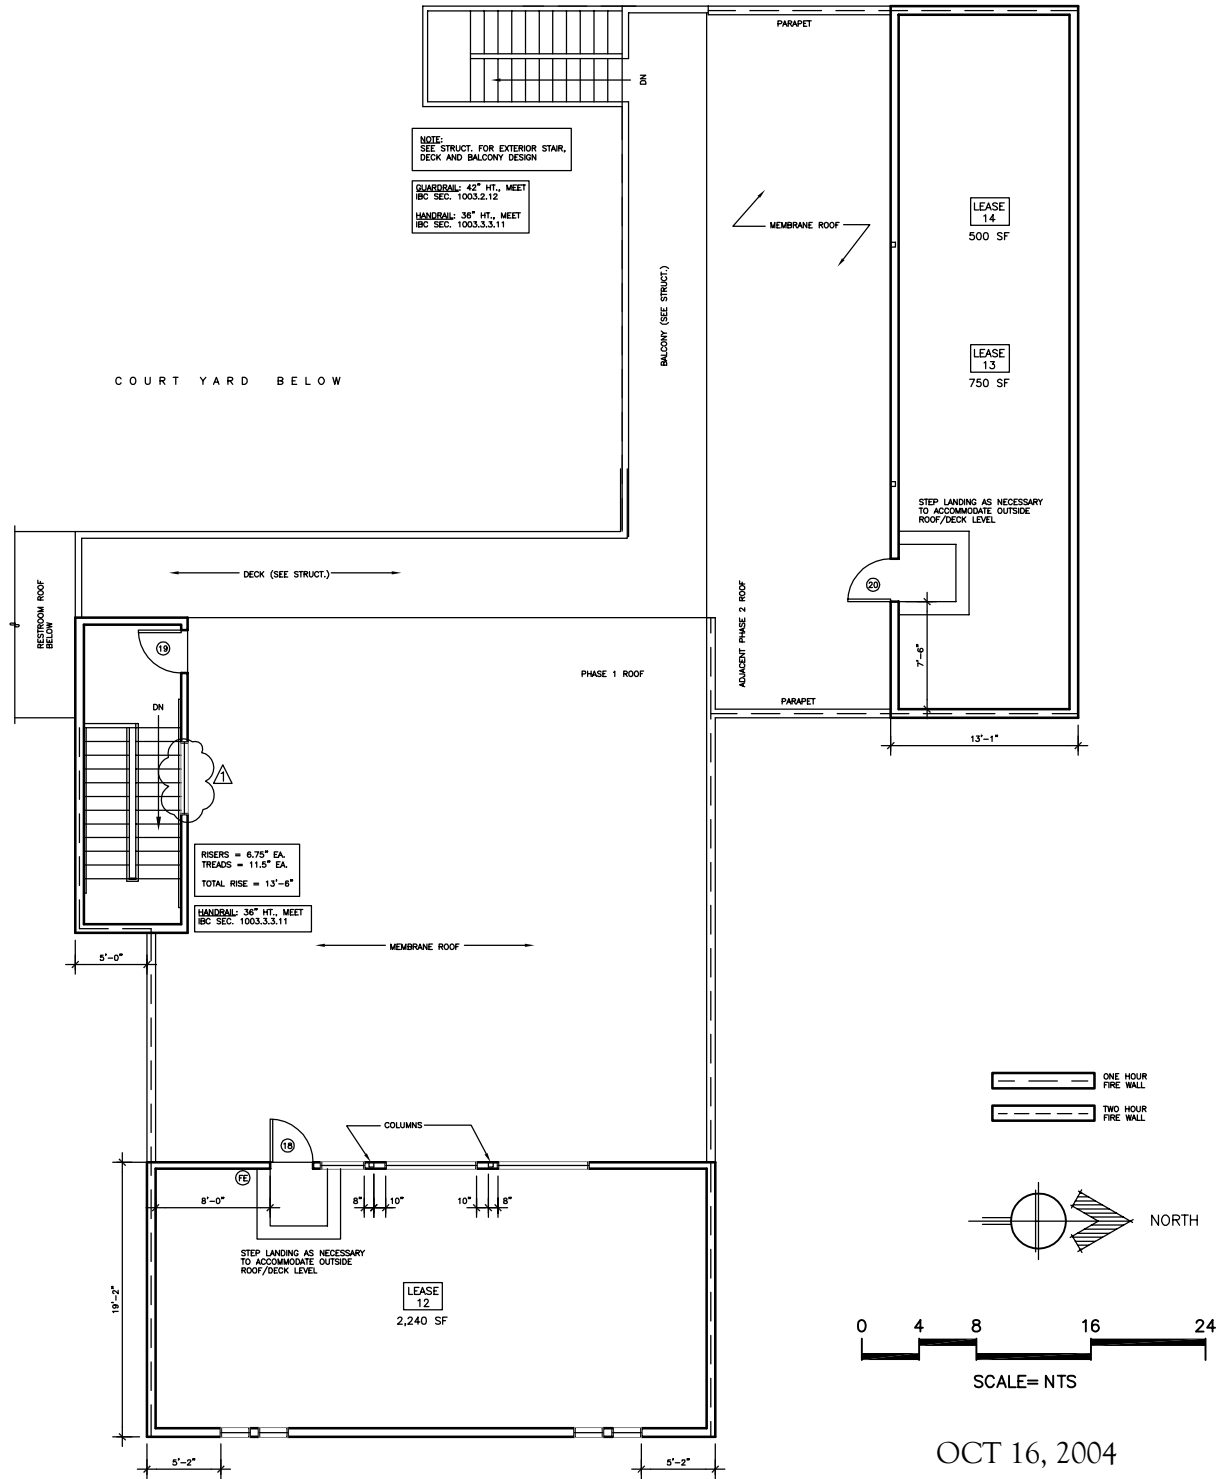 PARAPET
DN
NOTE:
SEE STRUCT. FOR EXTERIOR STAIR,
DECK AND BALCONY DESIGN
GUARDRAIL: 42" HT., MEET
IBC SEC. 1003.2.12
HANDRAIL: 36" HT., MEET
IBC SEC. 1003.3.3.11
LEASE
14
500 SF
MEMBRANE ROOF
BALCONY (SEE STRUCT.)
LEASE
13
750 SF
COURT YARD BELOW
STEP LANDING AS NECESSARY
TO ACCOMMODATE OUTSIDE
ROOF/DECK LEVEL
DECK (SEE STRUCT.)
20
RESTROOM ROOF
BELOW
ADJACENT PHASE 2 ROOF
7'-6"
19
PHASE 1 ROOF
PARAPET
DN
13'-1"
1
RISERS = 6.75" EA.
TREADS = 11.5" EA.
TOTAL RISE = 13'-6"
HANDRAIL: 36" HT., MEET
IBC SEC. 1003.3.3.11
MEMBRANE ROOF
5'-0"
ONE HOUR
FIRE WALL
TWO HOUR
FIRE WALL
COLUMNS
18
FE
8'-0"
8"
10"
10"
8"
NORTH
STEP LANDING AS NECESSARY
TO ACCOMMODATE OUTSIDE
ROOF/DECK LEVEL
19'-2"
LEASE
12
2,240 SF
0 4 8 16 24
SCALE= NTS
5'-2"
5'-2"
OCT 16, 2004